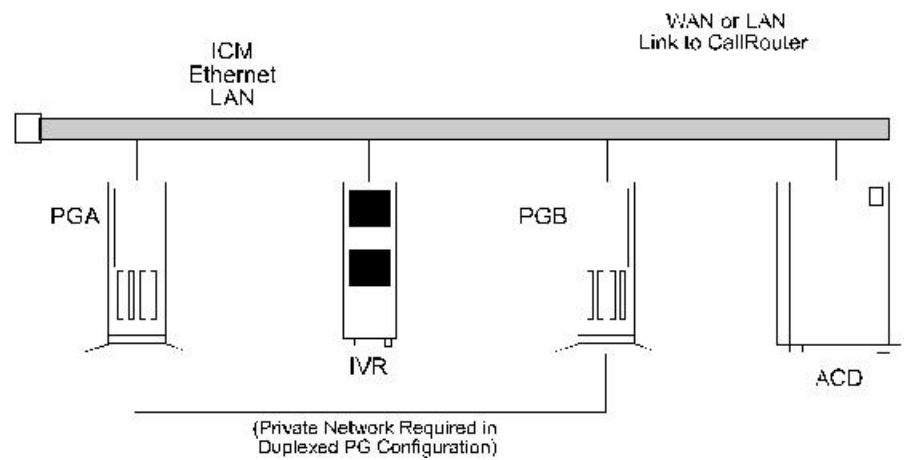 WAN or LAN
Link to CallRouter
ICM
Ethernet
LAN
PGA
PGB
IVR
ACD
(Private Network Required in
Duplexed PG Configuration)